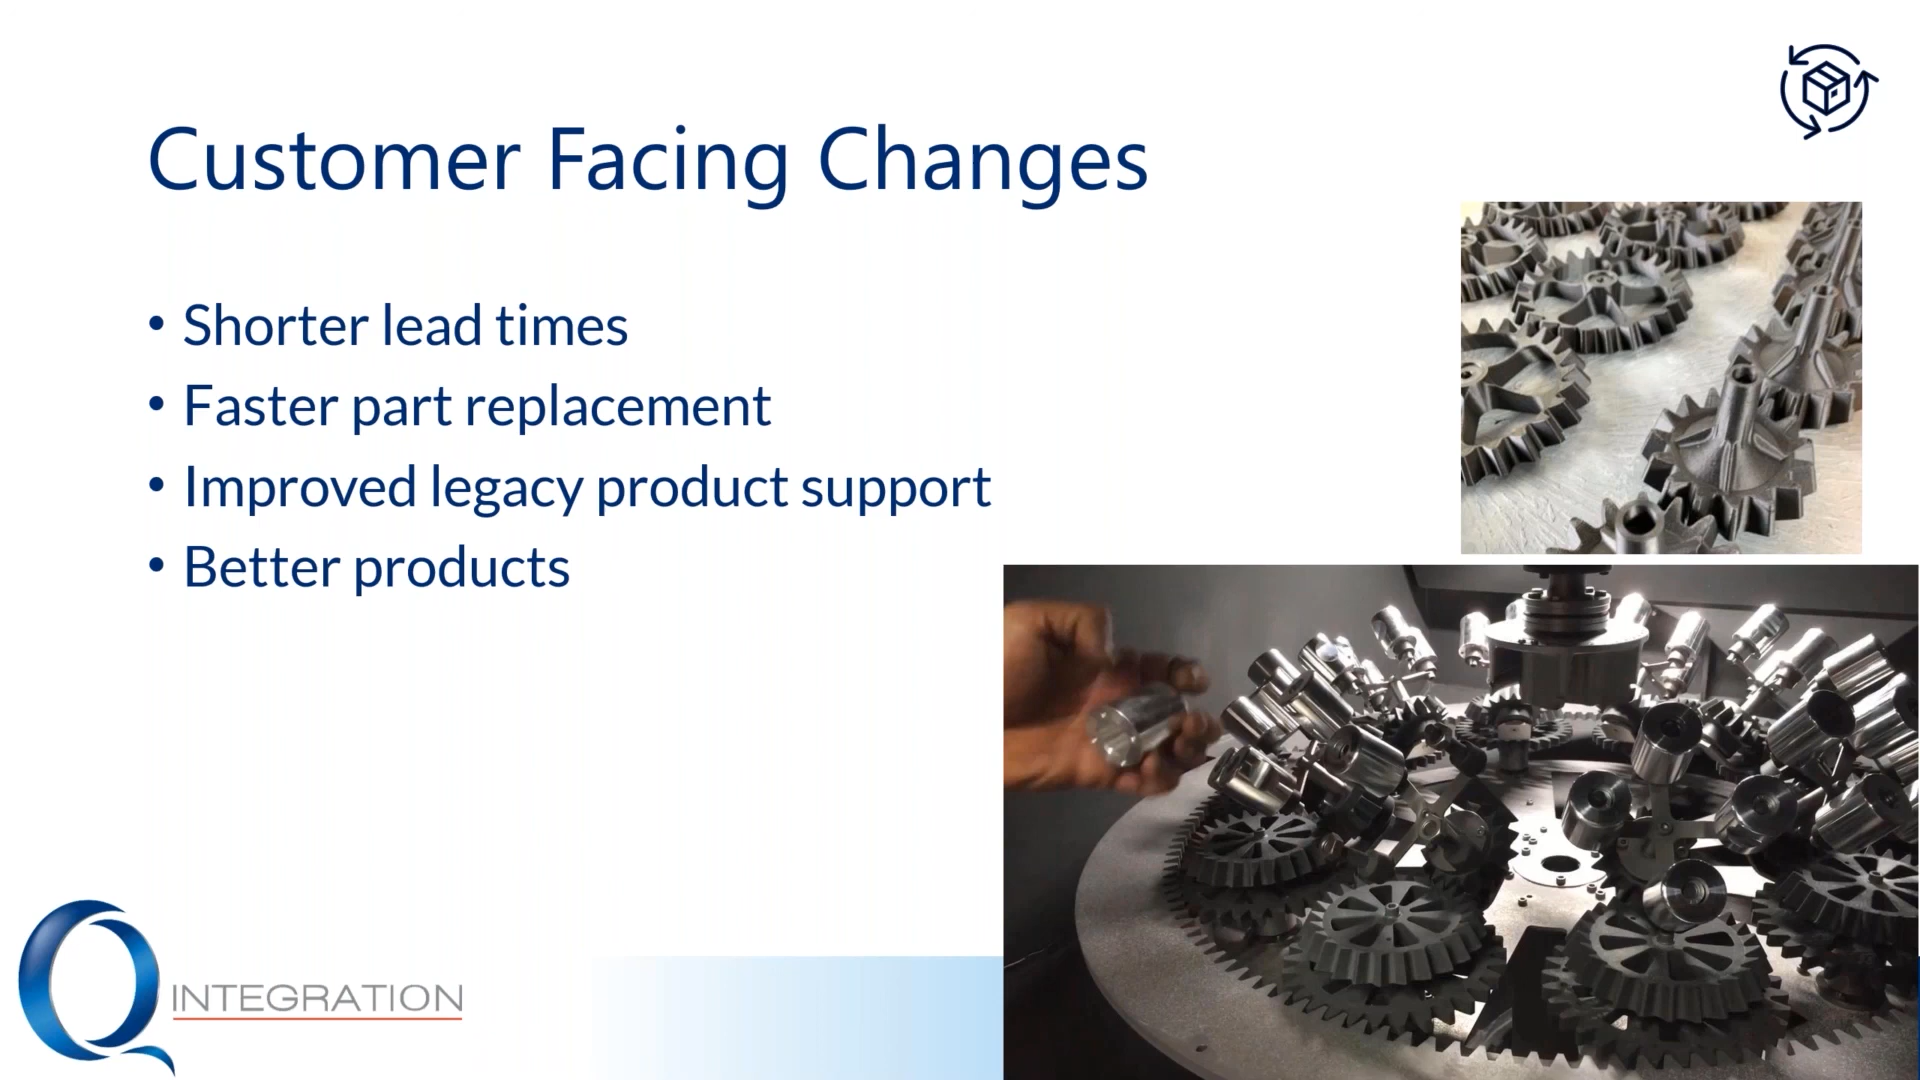 Customer Facing Changes
• Shorter lead times
• Faster part replacement
• Improved legacy product support
• Better products
Q INTEGRATION